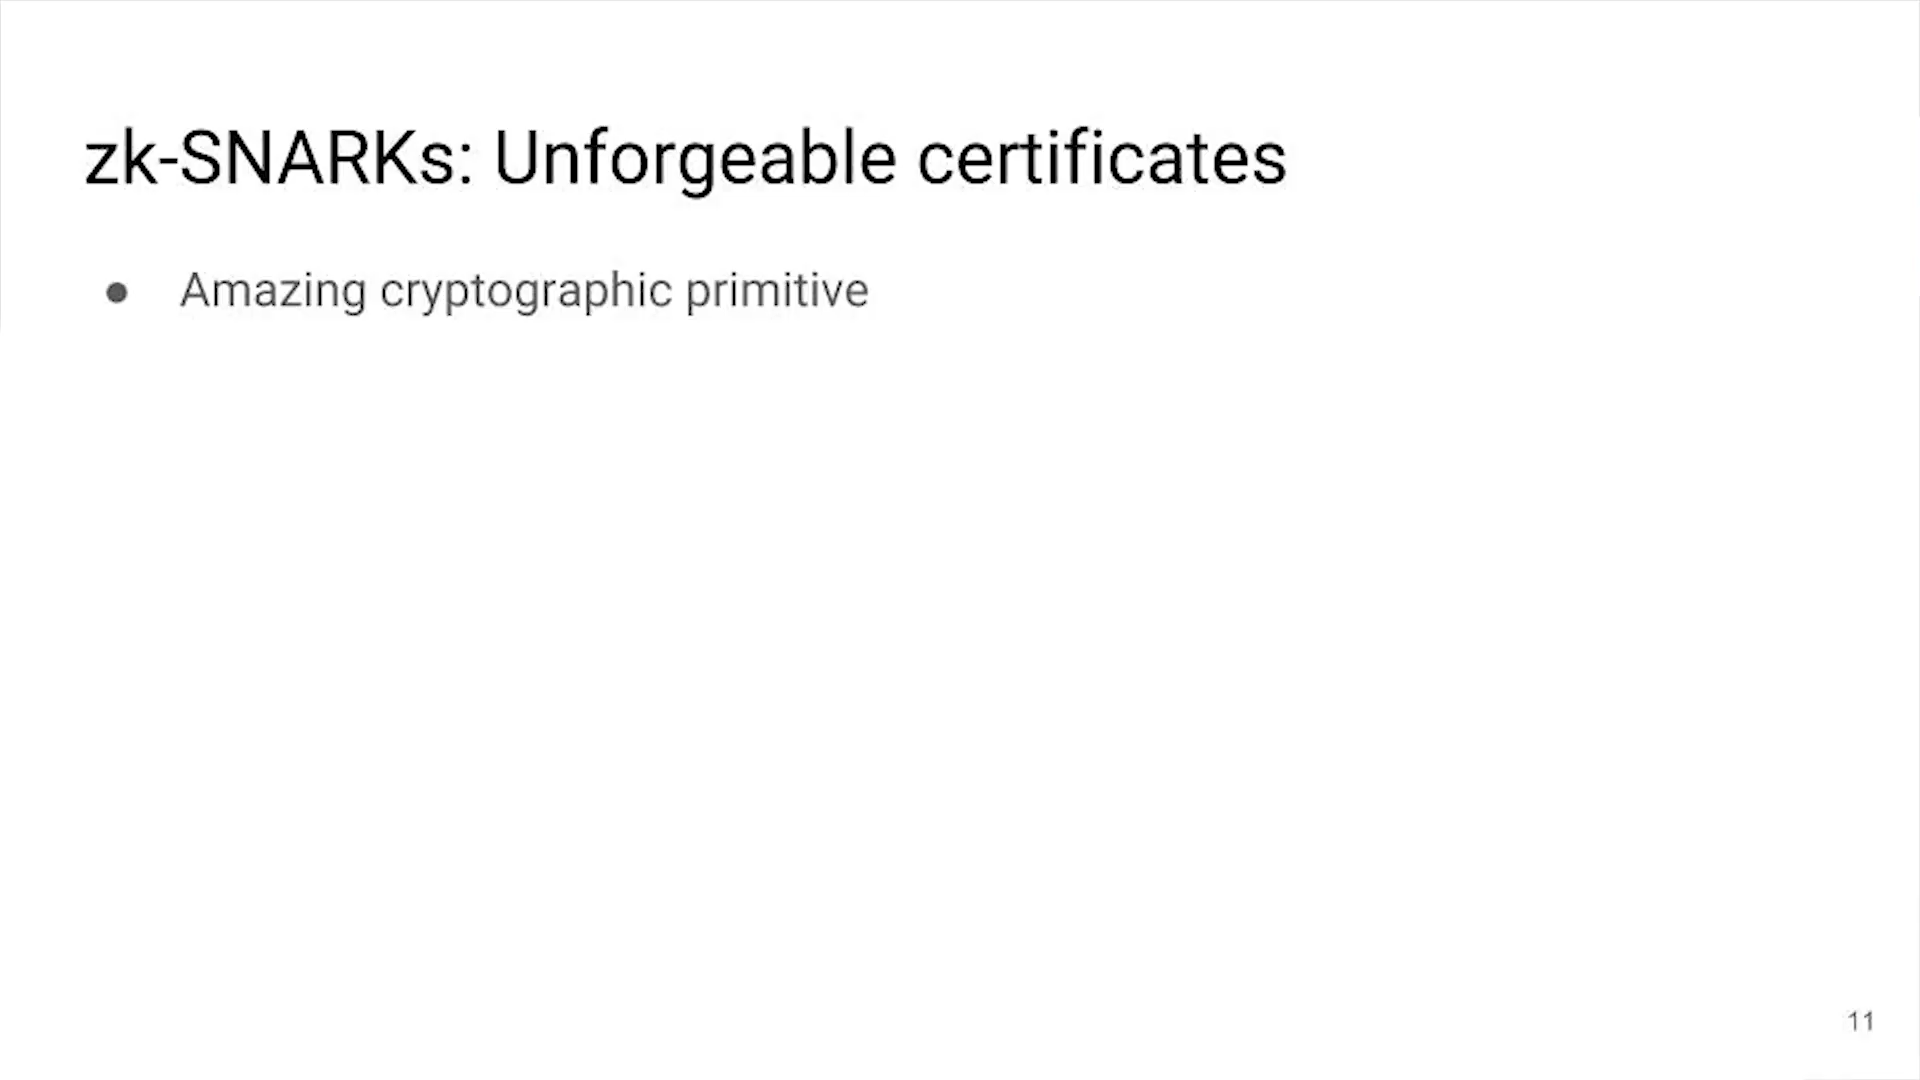 zk-SNARKs: Unforgeable certificates
● Amazing cryptographic primitive
11